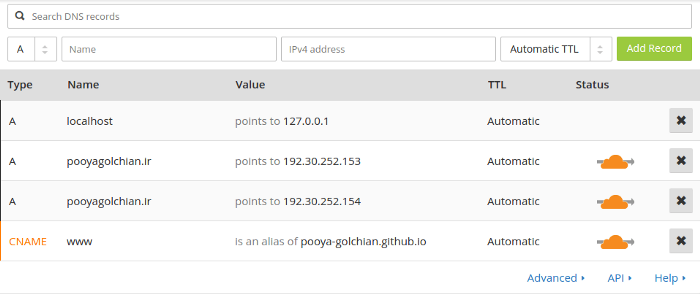 Search DNS records
A Name IPv4 address Automatic TTL Add Record
Type Name Value TTL Status
A localhost points to 127.0.0.1 Automatic
A pooyagolchian.ir points to 192.30.252.153 Automatic
A pooyagolchian.ir points to 192.30.252.154 Automatic
CNAME www is an alias of pooya-golchian.github.io Automatic
Advanced API Help